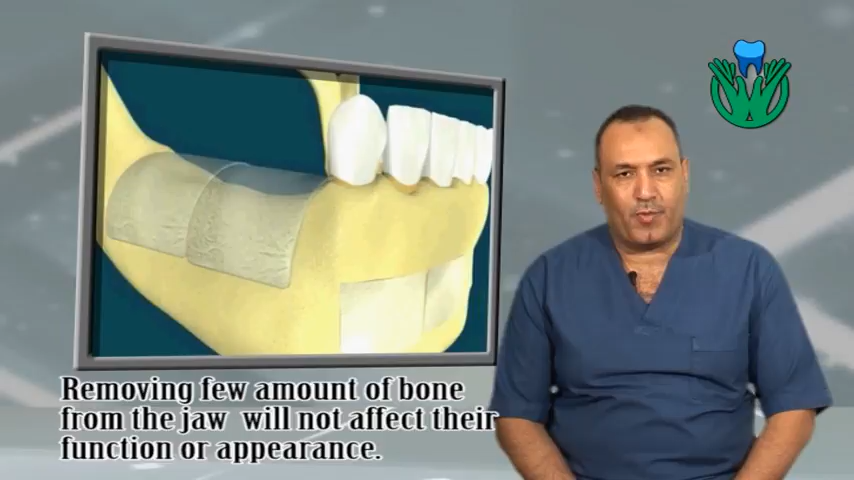 Removing few amount of bone
from the jaw will not affect their
function or appearance.